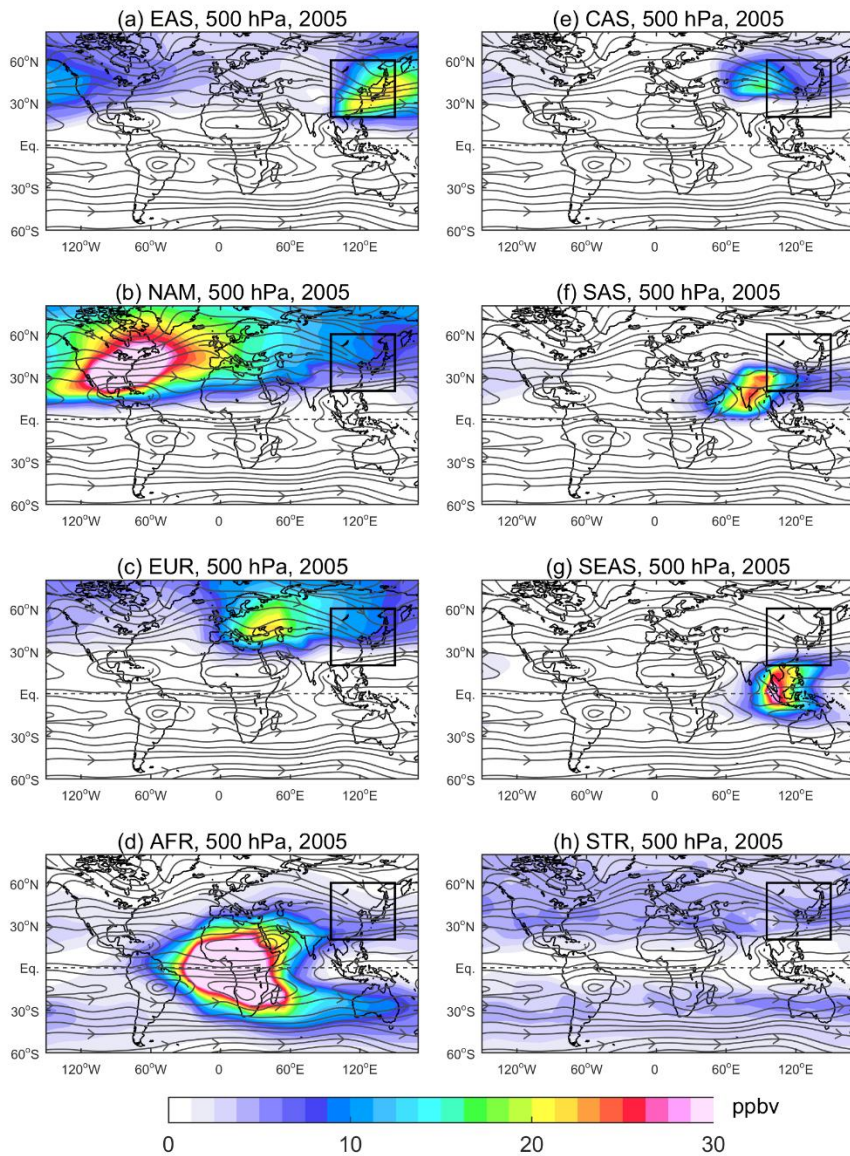 (a) EAS, 500 hPa, 2005
60°N
30°N
Eq.
30°S
60°S
120°W 60°W 0 60°E 120°E
(e) CAS, 500 hPa, 2005
60°N
30°N
Eq.
30°S
60°S
120°W 60°W 0 60°E 120°E
(b) NAM, 500 hPa, 2005
60°N
30°N
Eq.
30°S
60°S
120°W 60°W 0 60°E 120°E
(f) SAS, 500 hPa, 2005
60°N
30°N
Eq.
30°S
60°S
120°W 60°W 0 60°E 120°E
(c) EUR, 500 hPa, 2005
60°N
30°N
Eq.
30°S
60°S
120°W 60°W 0 60°E 120°E
(g) SEAS, 500 hPa, 2005
60°N
30°N
Eq.
30°S
60°S
120°W 60°W 0 60°E 120°E
(d) AFR, 500 hPa, 2005
60°N
30°N
Eq.
30°S
60°S
120°W 60°W 0 60°E 120°E
(h) STR, 500 hPa, 2005
60°N
30°N
Eq.
30°S
60°S
120°W 60°W 0 60°E 120°E
ppbv
0 10 20 30